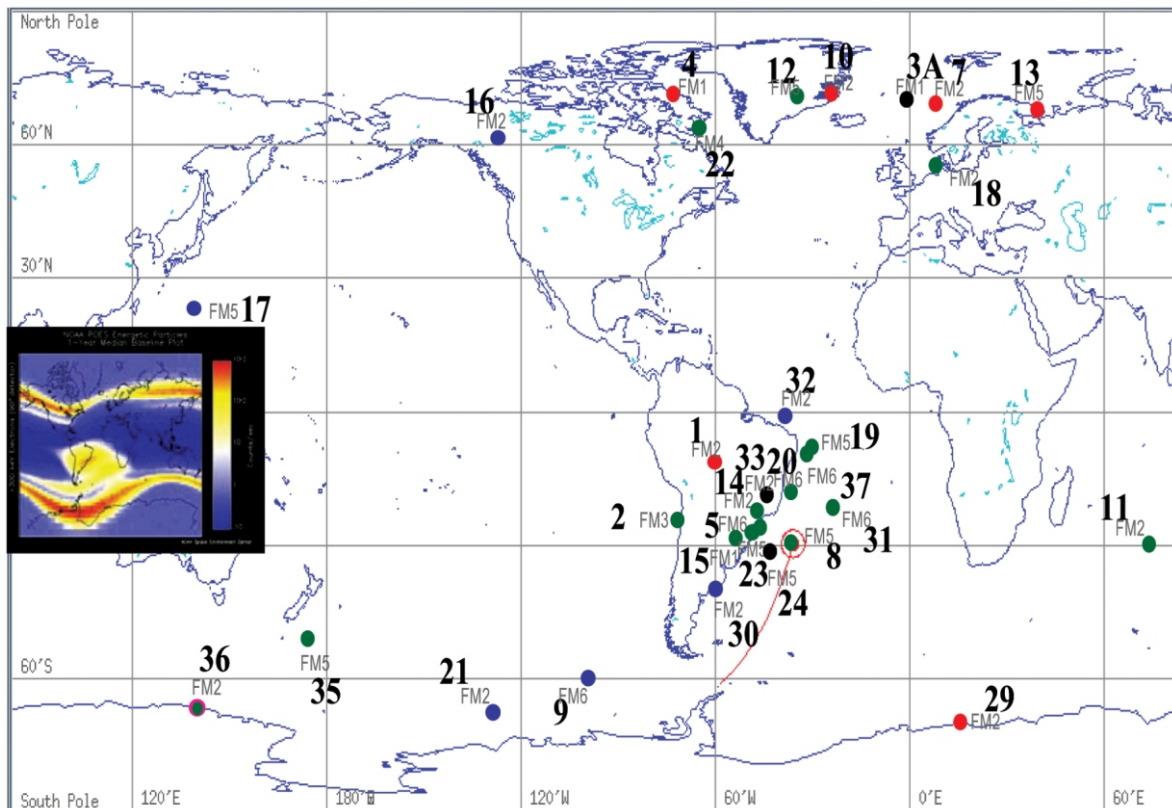 North Pole
4
12
10
3A 7
13
FM1
FM5
FM2
FM1
FM2
FM5
16
FM2
60°N
FM4
22
FM2
18
30°N
FM5 17
NOAA POES Energetic Particles
1-Year Median Baseline Plot
Counts/sec
32
FM2
1
FM2
FM5 19
33
20
FM2
FM6
FM6
14
FM2
37
FM6
2
FM3
5
FM6
FM5
11
FM2
FM5
8
31
15
FM1
23
FM5
24
FM2
30
60°S
FM5
35
36
FM2
21
FM2
FM6
9
29
FM2
South Pole
120°E
180°
120°W
60°W
0°E
60°E